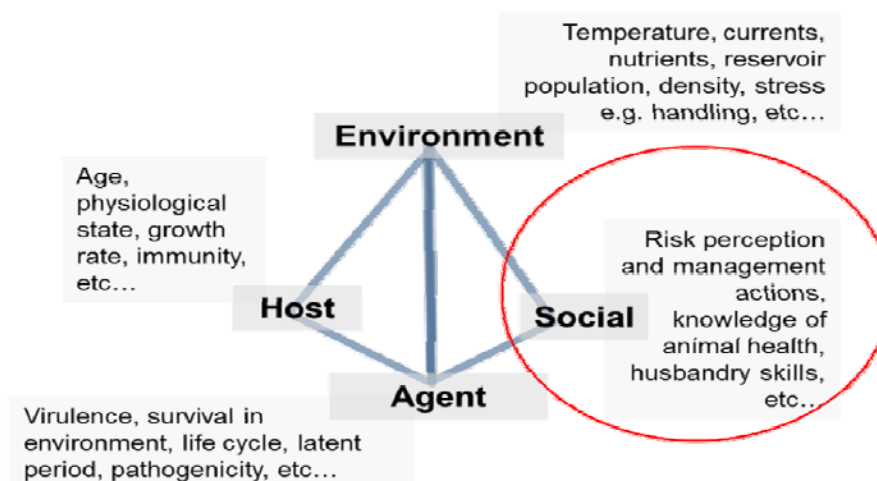 Temperature, currents,
nutrients, reservoir
population, density, stress
e.g. handling, etc...
Environment
Age,
physiological
state, growth
rate, immunity,
etc...
Risk perception
and management
actions,
knowledge of
animal health,
husbandry skills,
etc...
Host
Social
Agent
Virulence, survival in
environment, life cycle, latent
period, pathogenicity, etc...